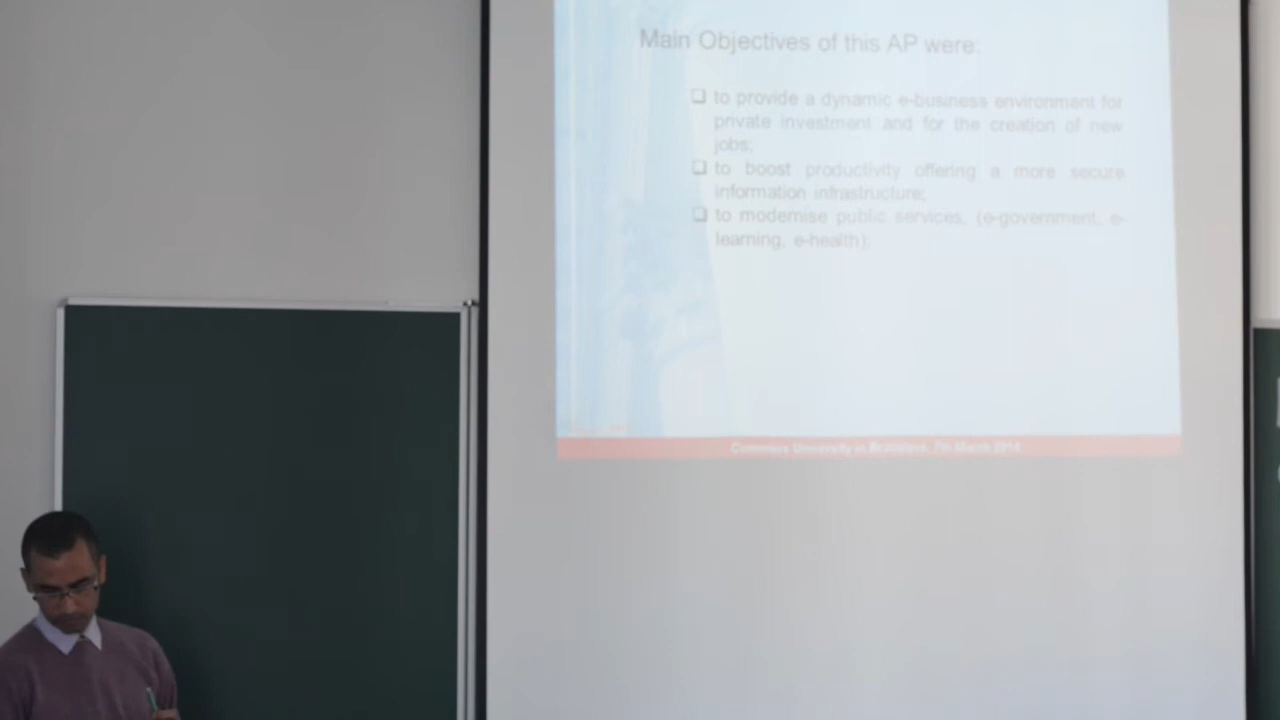 Main Objectives of this AP were:
❑ to provide a dynamic e-business environment for
private investment and for the creation of new
jobs;
❑ to boost productivity offering a more secure
information infrastructure;
❑ to modernise public services, (e-government, e-
learning, e-health);
Comenius University in Bratislava, 7th March 2014